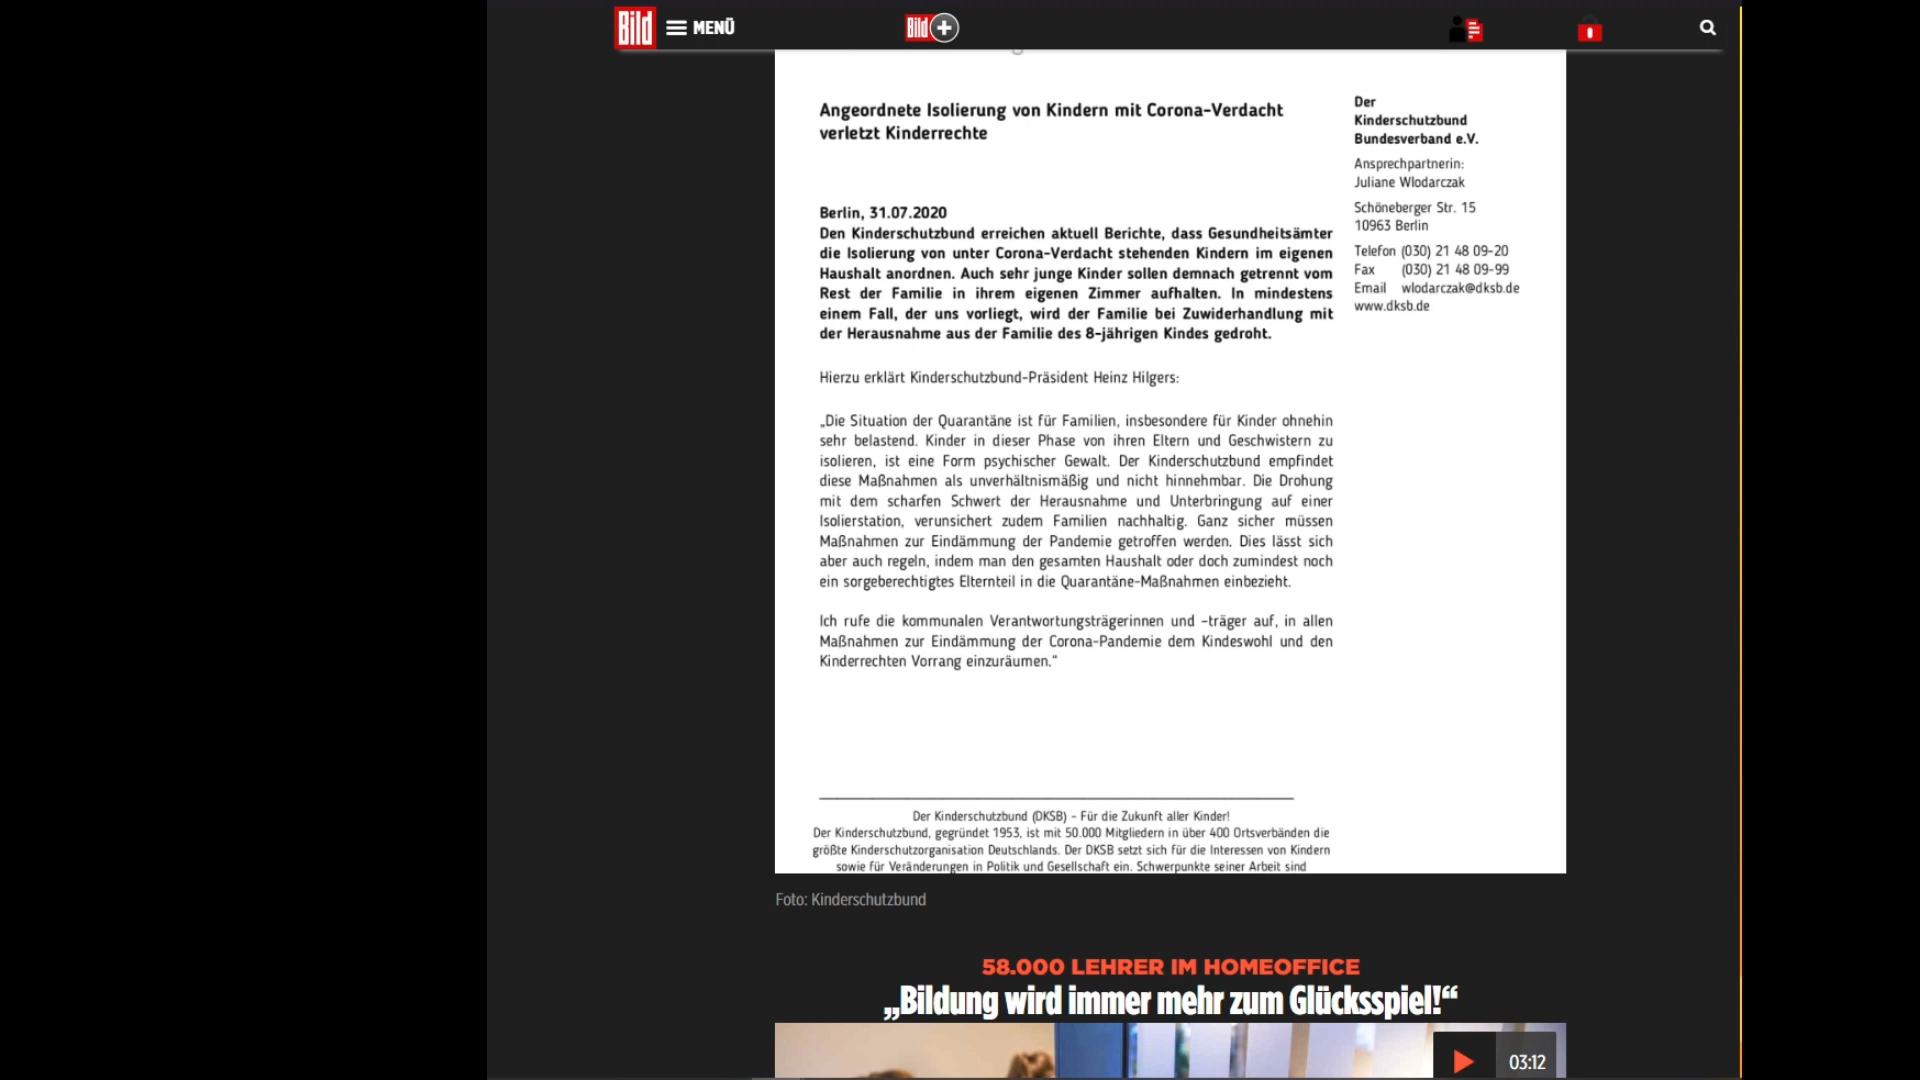 Bild MENÜ Bild+
Angeordnete Isolierung von Kindern mit Corona-Verdacht
verletzt Kinderrechte
Der
Kinderschutzbund
Bundesverband e.V.
Ansprechpartnerin:
Juliane Wlodarczak
Schöneberger Str. 15
10963 Berlin
Telefon (030) 21 48 09-20
Fax (030) 21 48 09-99
Email wlodarczak@dksb.de
www.dksb.de
Berlin, 31.07.2020
Den Kinderschutzbund erreichen aktuell Berichte, dass Gesundheitsämter
die Isolierung von unter Corona-Verdacht stehenden Kindern im eigenen
Haushalt anordnen. Auch sehr junge Kinder sollen demnach getrennt vom
Rest der Familie in ihrem eigenen Zimmer aufhalten. In mindestens
einem Fall, der uns vorliegt, wird der Familie bei Zuwiderhandlung mit
der Herausnahme aus der Familie des 8-jährigen Kindes gedroht.
Hierzu erklärt Kinderschutzbund-Präsident Heinz Hilgers:
„Die Situation der Quarantäne ist für Familien, insbesondere für Kinder ohnehin
sehr belastend. Kinder in dieser Phase von ihren Eltern und Geschwistern zu
isolieren, ist eine Form psychischer Gewalt. Der Kinderschutzbund empfindet
diese Maßnahmen als unverhältnismäßig und nicht hinnehmbar. Die Drohung
mit dem scharfen Schwert der Herausnahme und Unterbringung auf einer
Isolierstation, verunsichert zudem Familien nachhaltig. Ganz sicher müssen
Maßnahmen zur Eindämmung der Pandemie getroffen werden. Dies lässt sich
aber auch regeln, indem man den gesamten Haushalt oder doch zumindest noch
ein sorgeberechtigtes Elternteil in die Quarantäne-Maßnahmen einbezieht.
Ich rufe die kommunalen Verantwortungsträgerinnen und -träger auf, in allen
Maßnahmen zur Eindämmung der Corona-Pandemie dem Kindeswohl und den
Kinderrechten Vorrang einzuräumen.“
Der Kinderschutzbund (DKSB) - Für die Zukunft aller Kinder!
Der Kinderschutzbund, gegründet 1953, ist mit 50.000 Mitgliedern in über 400 Ortsverbänden die
größte Kinderschutzorganisation Deutschlands. Der DKSB setzt sich für die Interessen von Kindern
sowie für Veränderungen in Politik und Gesellschaft ein. Schwerpunkte seiner Arbeit sind
Foto: Kinderschutzbund
58.000 LEHRER IM HOMEOFFICE
„Bildung wird immer mehr zum Glücksspiel!“
03:12